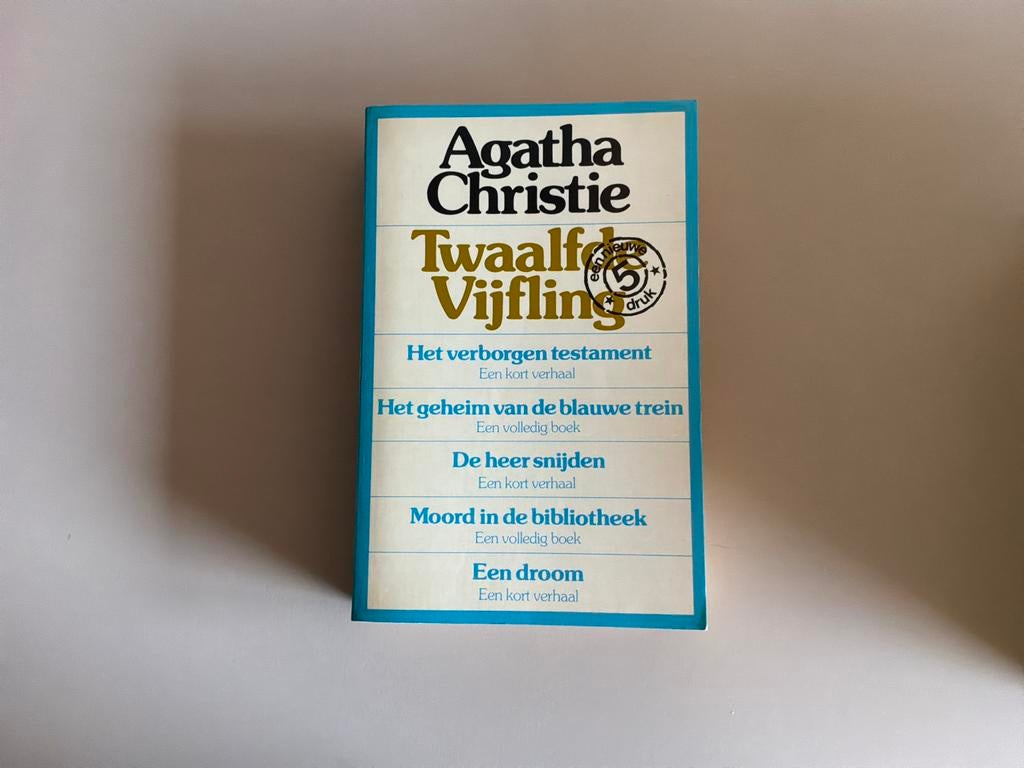 Agatha
Christie
Twaalfde
Vijfling
een nieuwe
5
druk
Het verborgen testament
Een kort verhaal
Het geheim van de blauwe trein
Een volledig boek
De heer snijden
Een kort verhaal
Moord in de bibliotheek
Een volledig boek
Een droom
Een kort verhaal